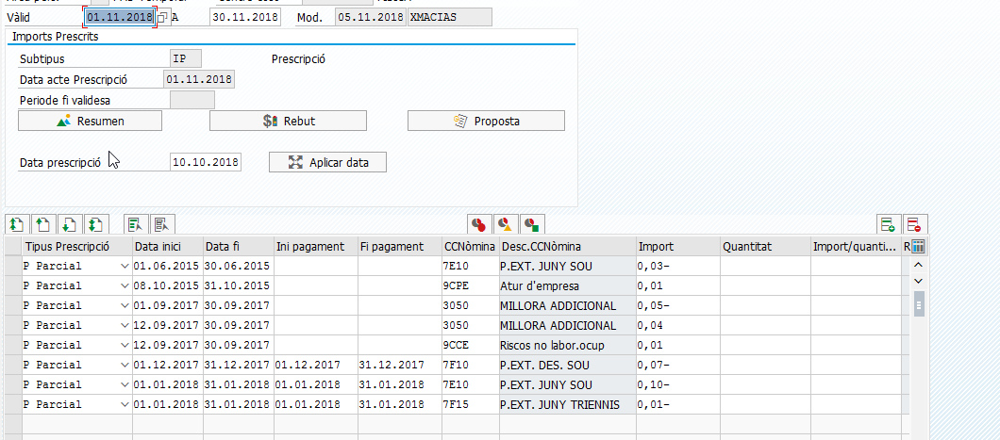 Vàlid 01.11.2018 A 30.11.2018 Mod. 05.11.2018 XMACIAS
Imports Prescrits
Subtipus IP Prescripció
Data acte Prescripció 01.11.2018
Periode fi validesa
Resumen Rebut Proposta
Data prescripció 10.10.2018 Aplicar data
Tipus Prescripció Data inici Data fi Ini pagament Fi pagament CCNòmina Desc.CCNòmina Import Quantitat Import/quanti... R
P Parcial 01.06.2015 30.06.2015 7E10 P.EXT. JUNY SOU 0,03-
P Parcial 08.10.2015 31.10.2015 9CPE Atur d'empresa 0,01
P Parcial 01.09.2017 30.09.2017 3050 MILLORA ADDICIONAL 0,05-
P Parcial 12.09.2017 30.09.2017 3050 MILLORA ADDICIONAL 0,04
P Parcial 12.09.2017 30.09.2017 9CCE Riscos no labor.ocup 0,01
P Parcial 01.12.2017 31.12.2017 01.12.2017 31.12.2017 7F10 P.EXT. DES. SOU 0,07-
P Parcial 01.01.2018 31.01.2018 01.01.2018 31.01.2018 7E10 P.EXT. JUNY SOU 0,10-
P Parcial 01.01.2018 31.01.2018 01.01.2018 31.01.2018 7F15 P.EXT. JUNY TRIENNIS 0,01-